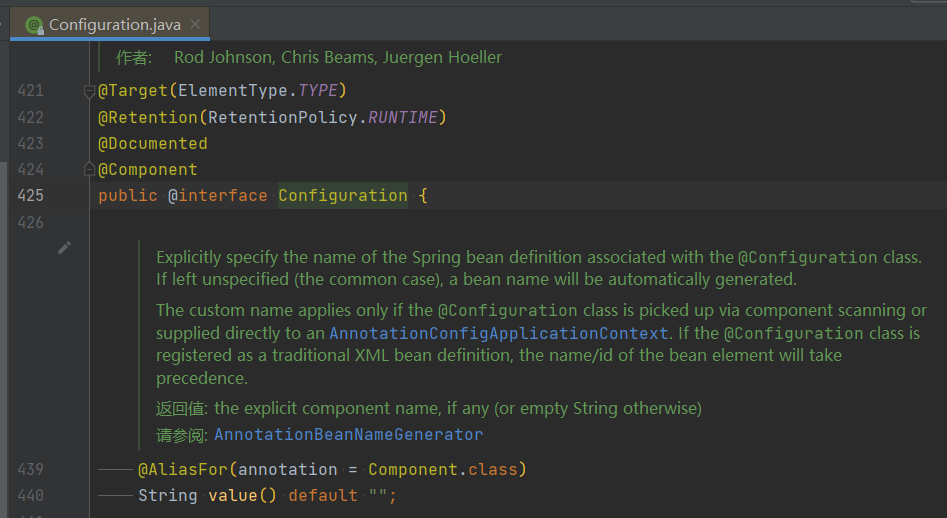 Configuration.java
作者: Rod Johnson, Chris Beams, Juergen Hoeller
421 @Target(ElementType.TYPE)
422 @Retention(RetentionPolicy.RUNTIME)
423 @Documented
424 @Component
425 public @interface Configuration {
426
Explicitly specify the name of the Spring bean definition associated with the @Configuration class.
If left unspecified (the common case), a bean name will be automatically generated.
The custom name applies only if the @Configuration class is picked up via component scanning or
supplied directly to an AnnotationConfigApplicationContext. If the @Configuration class is
registered as a traditional XML bean definition, the name/id of the bean element will take
precedence.
返回值: the explicit component name, if any (or empty String otherwise)
请参阅: AnnotationBeanNameGenerator
439 @AliasFor(annotation = Component.class)
440 String value() default "";